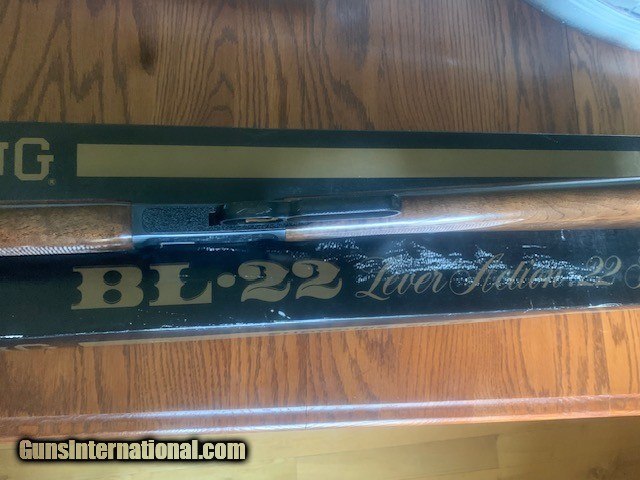 NG®
BL-22 Lever Action .22
GunsInternational.com